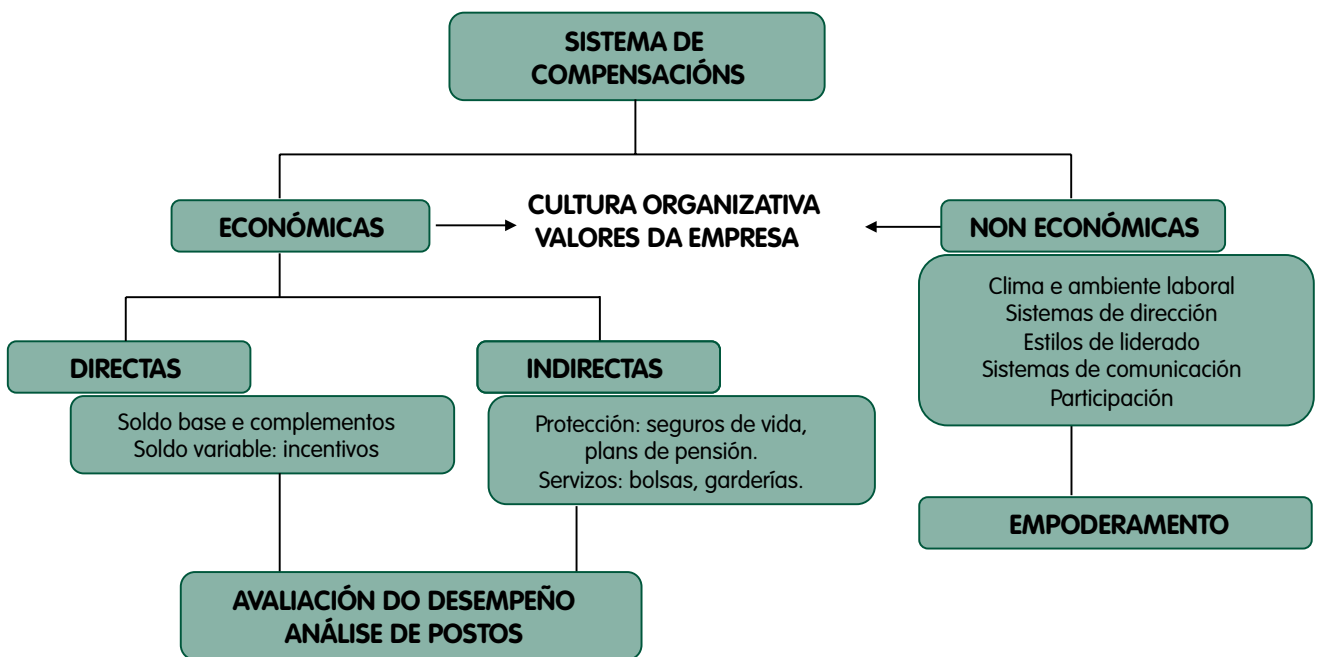 SISTEMA DE
COMPENSACIÓNS
ECONÓMICAS
CULTURA ORGANIZATIVA
VALORES DA EMPRESA
NON ECONÓMICAS
Clima e ambiente laboral
Sistemas de dirección
Estilos de liderado
Sistemas de comunicación
Participación
DIRECTAS
Soldo base e complementos
Soldo variable: incentivos
INDIRECTAS
Protección: seguros de vida,
plans de pensión.
Servizos: bolsas, garderías.
EMPODERAMENTO
AVALIACIÓN DO DESEMPEÑO
ANÁLISE DE POSTOS